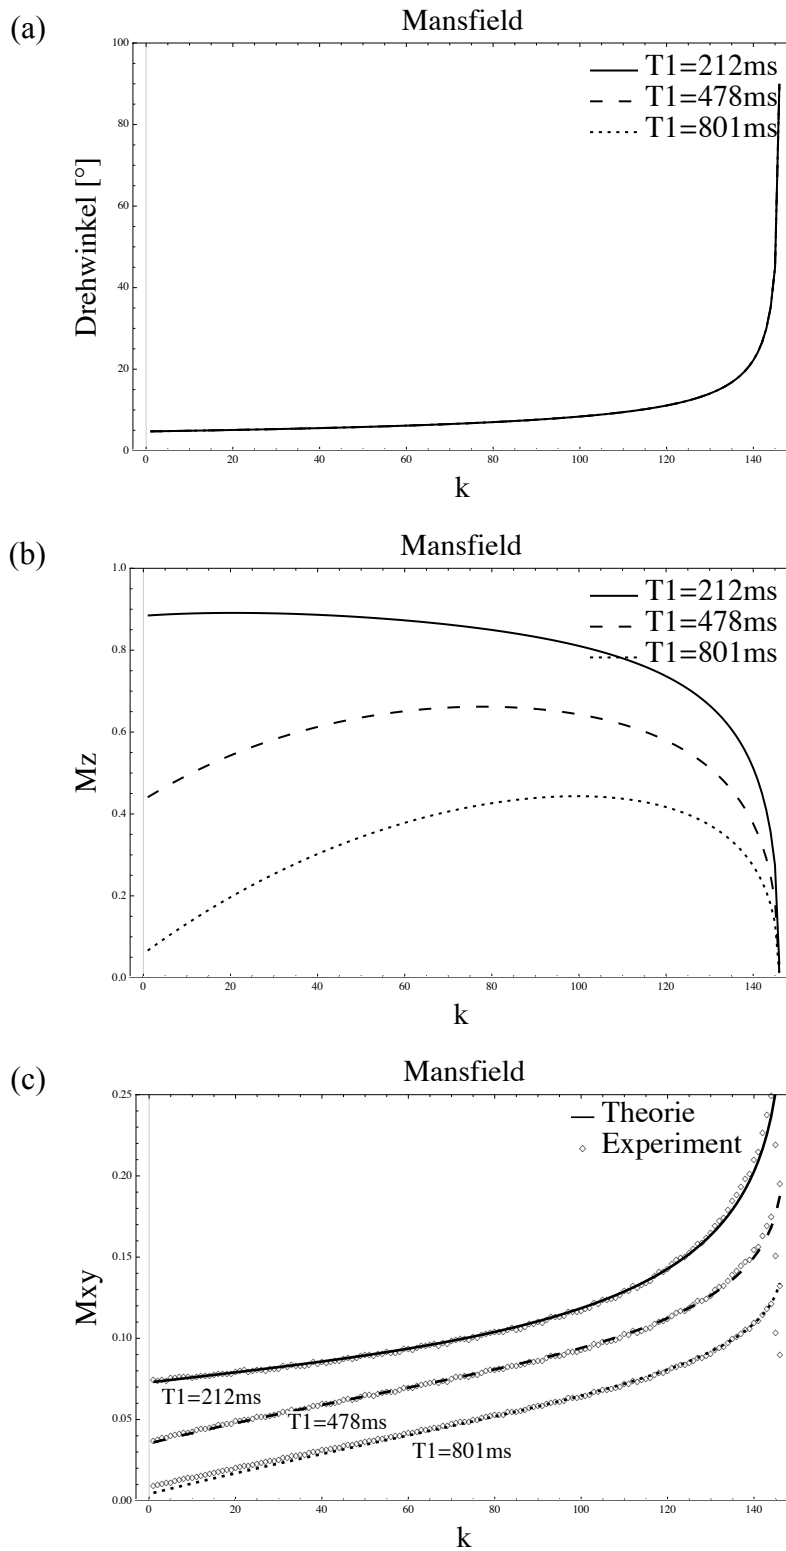 (a)
Mansfield
100
80
60
40
20
0
T1=212ms
T1=478ms
T1=801ms
Drehwinkel [°]
0 20 40 60 80 100 120 140
k
(b)
Mansfield
1.0
0.8
0.6
0.4
0.2
0.0
T1=212ms
T1=478ms
T1=801ms
Mz
0 20 40 60 80 100 120 140
k
(c)
Mansfield
0.25
0.20
0.15
0.10
0.05
0.00
Theorie
Experiment
Mxy
T1=212ms
T1=478ms
T1=801ms
0 20 40 60 80 100 120 140
k